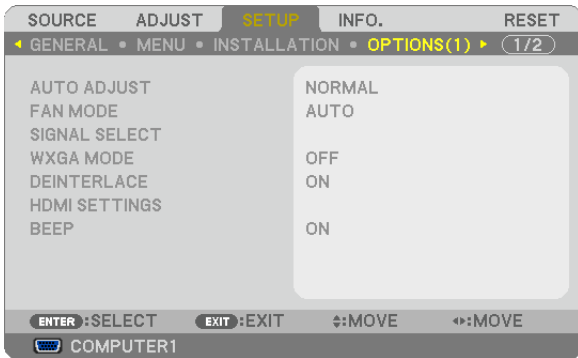 SOURCE ADJUST SETUP INFO. RESET
GENERAL • MENU • INSTALLATION • OPTIONS(1) 1/2
AUTO ADJUST NORMAL
FAN MODE AUTO
SIGNAL SELECT
WXGA MODE OFF
DEINTERLACE ON
HDMI SETTINGS
BEEP ON
ENTER :SELECT EXIT :EXIT :MOVE :MOVE
COMPUTER1